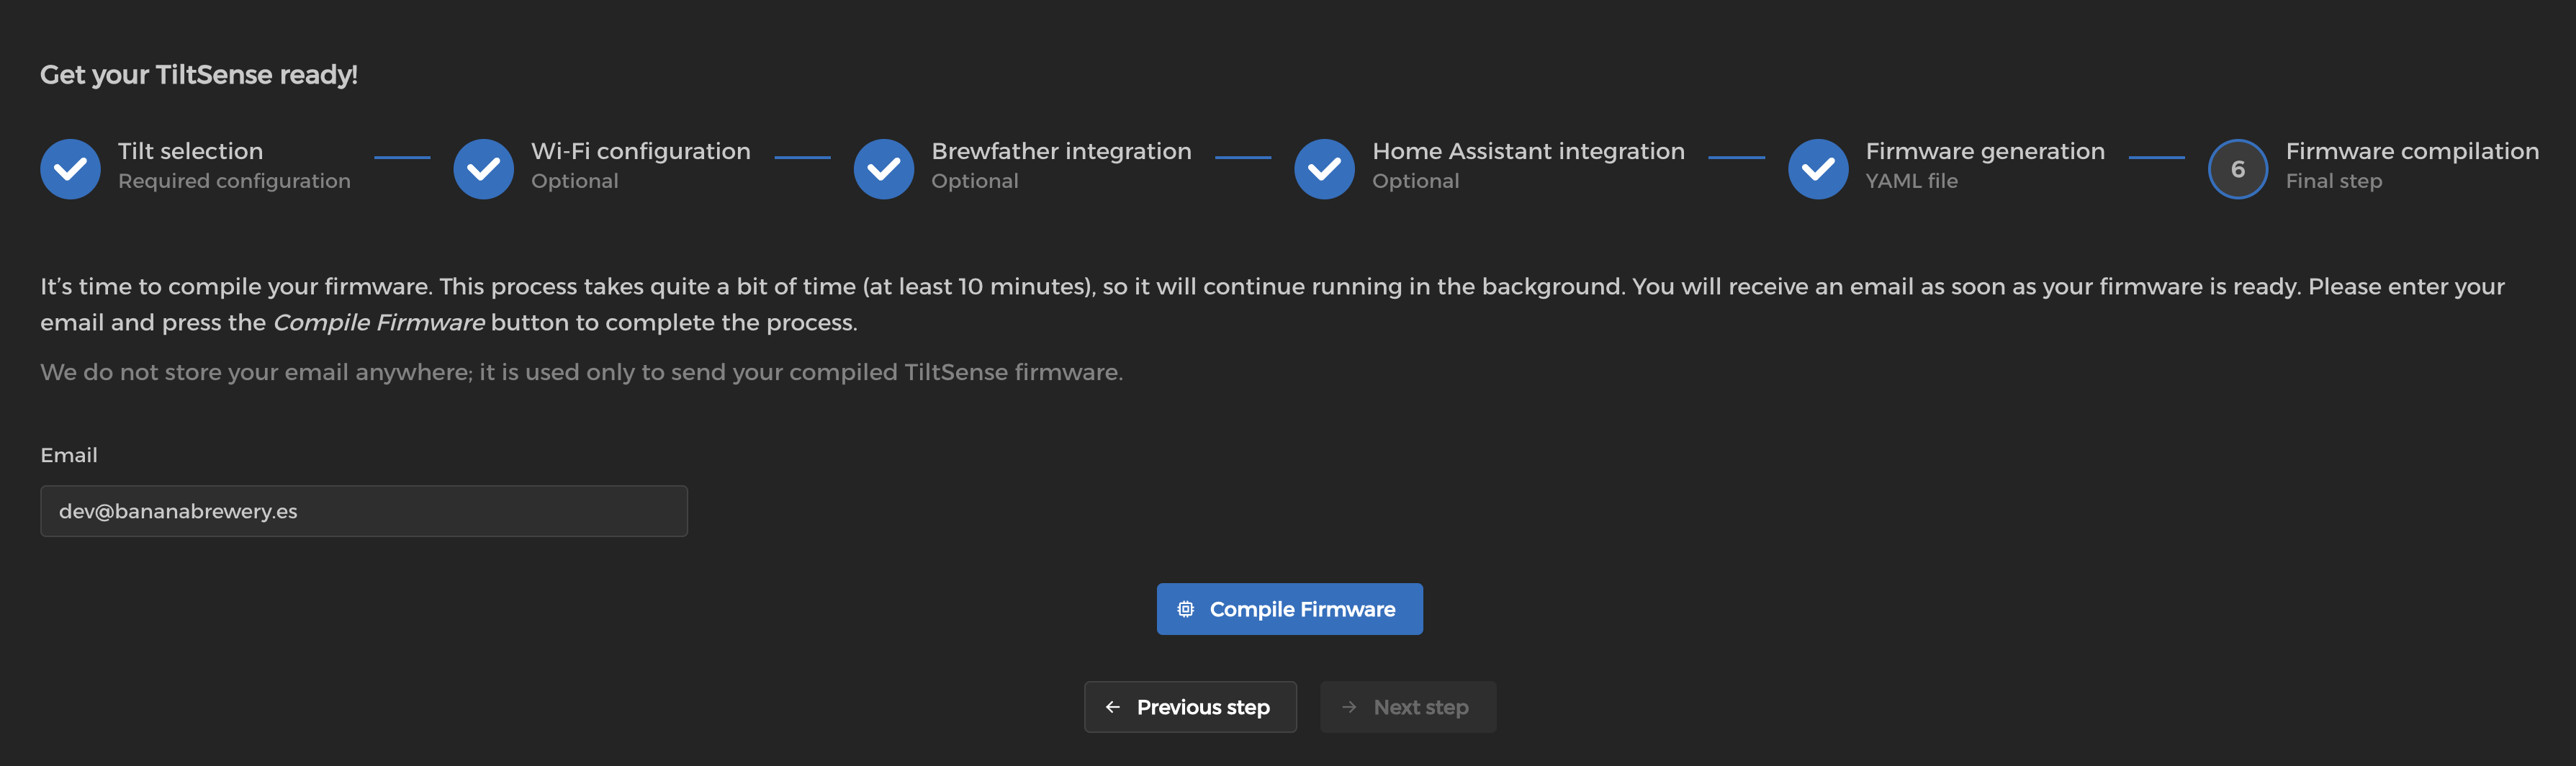 Get your TiltSense ready!
Tilt selection
Required configuration
Wi-Fi configuration
Optional
Brewfather integration
Optional
Home Assistant integration
Optional
Firmware generation
YAML file
6
Firmware compilation
Final step
It’s time to compile your firmware. This process takes quite a bit of time (at least 10 minutes), so it will continue running in the background. You will receive an email as soon as your firmware is ready. Please enter your
email and press the Compile Firmware button to complete the process.
We do not store your email anywhere; it is used only to send your compiled TiltSense firmware.
Email
dev@bananabrewery.es
Compile Firmware
Previous step
Next step